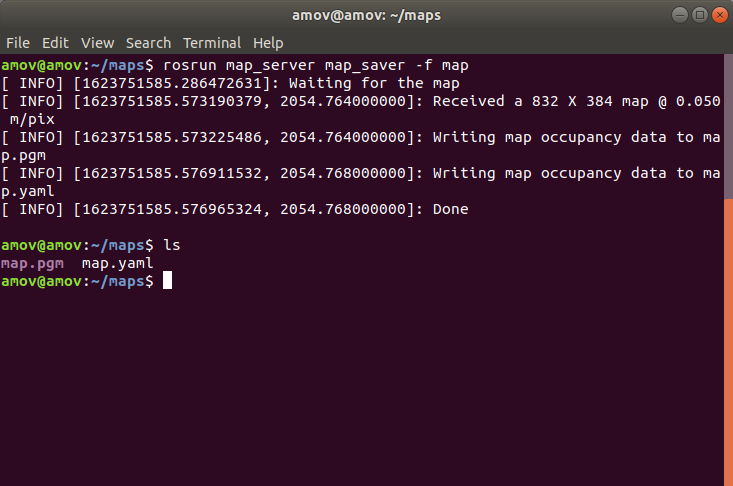 amov@amov: ~/maps
File Edit View Search Terminal Help
amov@amov:~/maps$ rosrun map_server map_saver -f map
[ INFO] [1623751585.286472631]: Waiting for the map
[ INFO] [1623751585.573190379, 2054.764000000]: Received a 832 X 384 map @ 0.050
 m/pix
[ INFO] [1623751585.573225486, 2054.764000000]: Writing map occupancy data to ma
p.pgm
[ INFO] [1623751585.576911532, 2054.768000000]: Writing map occupancy data to ma
p.yaml
[ INFO] [1623751585.576965324, 2054.768000000]: Done
amov@amov:~/maps$ ls
map.pgm  map.yaml
amov@amov:~/maps$